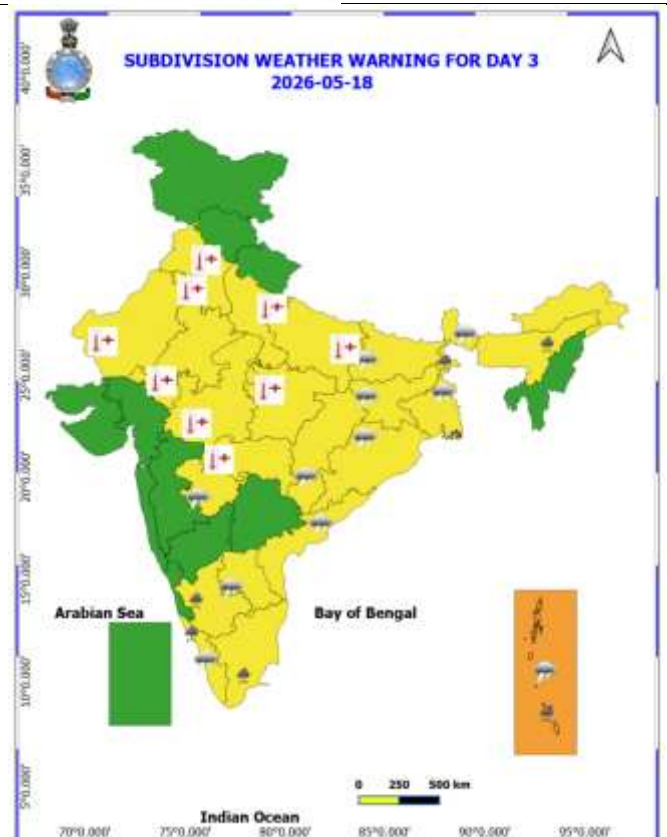 SUBDIVISION WEATHER WARNING FOR DAY 3
2026-05-18
40°0.000'
35°0.000'
30°0.000'
25°0.000'
20°0.000'
15°0.000'
10°0.000'
5°0.000'
Arabian Sea
Bay of Bengal
0 250 500 km
Indian Ocean
70°0.000' 75°0.000' 80°0.000' 85°0.000' 90°0.000' 95°0.000'